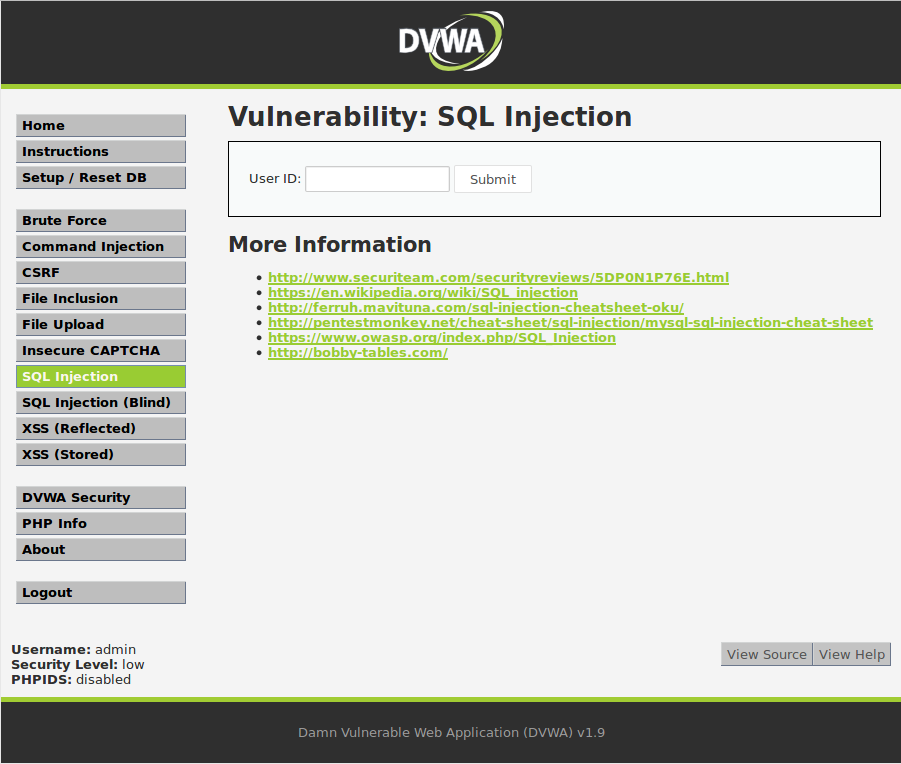 DVWA
Home
Instructions
Setup / Reset DB
Brute Force
Command Injection
CSRF
File Inclusion
File Upload
Insecure CAPTCHA
SQL Injection
SQL Injection (Blind)
XSS (Reflected)
XSS (Stored)
DVWA Security
PHP Info
About
Logout
Vulnerability: SQL Injection
User ID: Submit
More Information
http://www.securiteam.com/securityreviews/5DP0N1P76E.html
https://en.wikipedia.org/wiki/SQL_injection
http://ferruh.mavituna.com/sql-injection-cheatsheet-oku/
http://pentestmonkey.net/cheat-sheet/sql-injection/mysql-sql-injection-cheat-sheet
https://www.owasp.org/index.php/SQL_Injection
http://bobby-tables.com/
Username: admin
Security Level: low
PHPIDS: disabled
View Source View Help
Damn Vulnerable Web Application (DVWA) v1.9